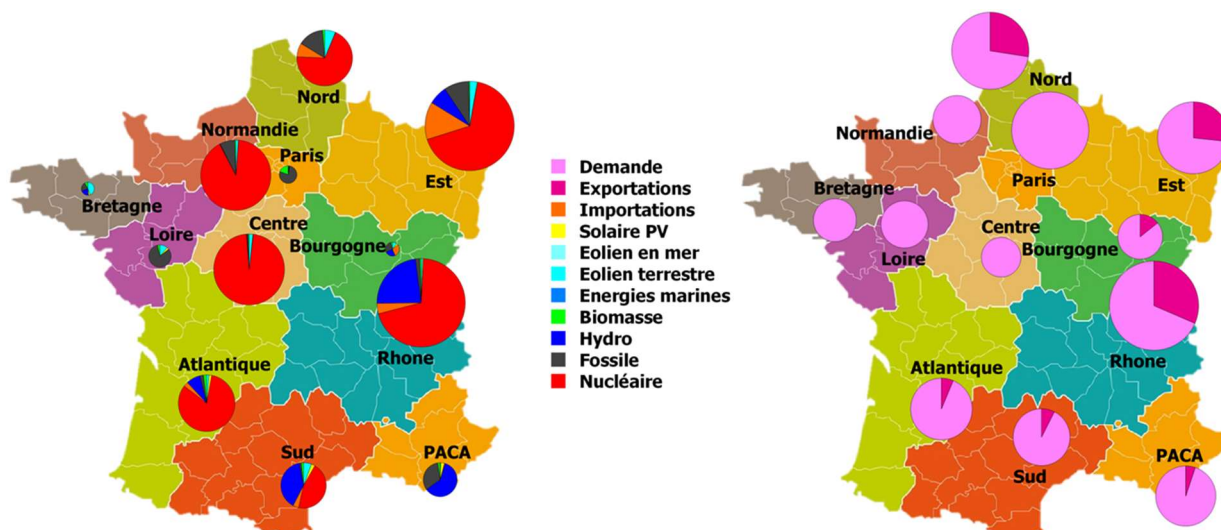 Nord
Normandie
Paris
Est
Bretagne
Loire
Centre
Bourgogne
Rhone
Atlantique
Sud
PACA
Demande
Exportations
Importations
Solaire PV
Eolien en mer
Eolien terrestre
Energies marines
Biomasse
Hydro
Fossile
Nucléaire
Nord
Normandie
Paris
Est
Bretagne
Loire
Centre
Bourgogne
Rhone
Atlantique
Sud
PACA